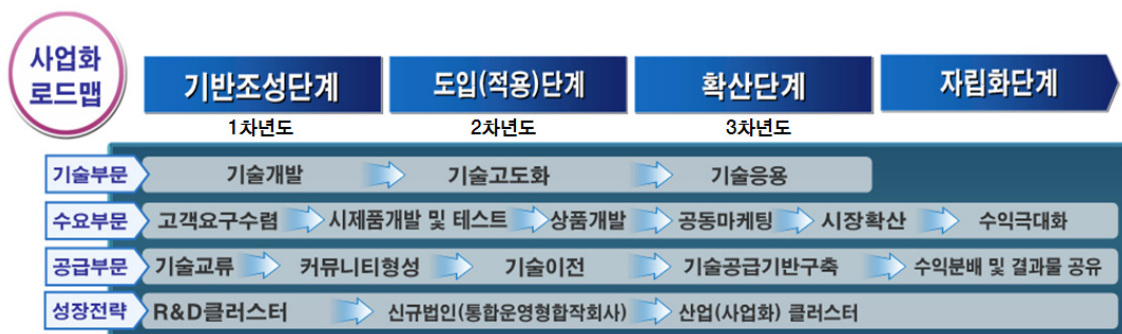 사업화
로드맵
기반조성단계 도입(적용)단계 확산단계 자립화단계
1차년도 2차년도 3차년도
기술부문 기술개발 기술고도화 기술응용
수요부문 고객요구수렴 시제품개발 및 테스트 상품개발 공동마케팅 시장확산 수익극대화
공급부문 기술교류 커뮤니티형성 기술이전 기술공급기반구축 수익분배 및 결과물 공유
성장전략 R&D클러스터 신규법인(통합운영형합작회사) 산업(사업화) 클러스터